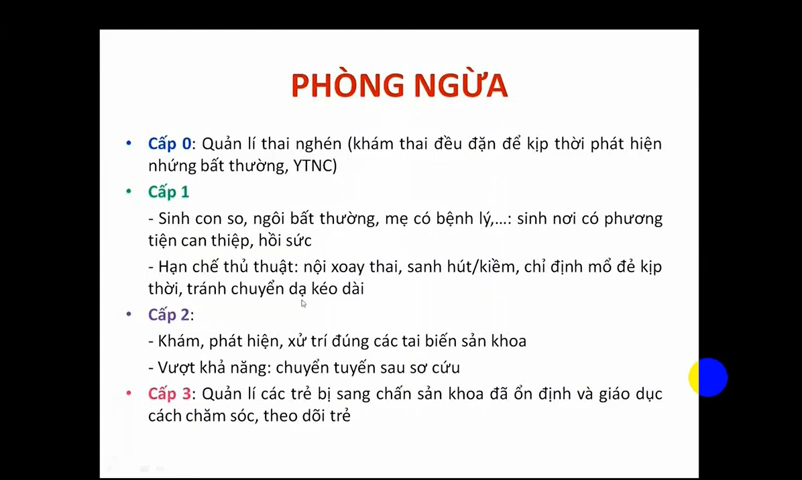 PHÒNG NGỪA
• Cấp 0: Quản lí thai nghén (khám thai đều đặn để kịp thời phát hiện
những bất thường, YTNC)
• Cấp 1
- Sinh con so, ngôi bất thường, mẹ có bệnh lý,...: sinh nơi có phương
tiện can thiệp, hồi sức
- Hạn chế thủ thuật: nội xoay thai, sanh hút/kiềm, chỉ định mổ đẻ kịp
thời, tránh chuyển dạ kéo dài
• Cấp 2:
- Khám, phát hiện, xử trí đúng các tai biến sản khoa
- Vượt khả năng: chuyển tuyến sau sơ cứu
• Cấp 3: Quản lí các trẻ bị sang chấn sản khoa đã ổn định và giáo dục
cách chăm sóc, theo dõi trẻ